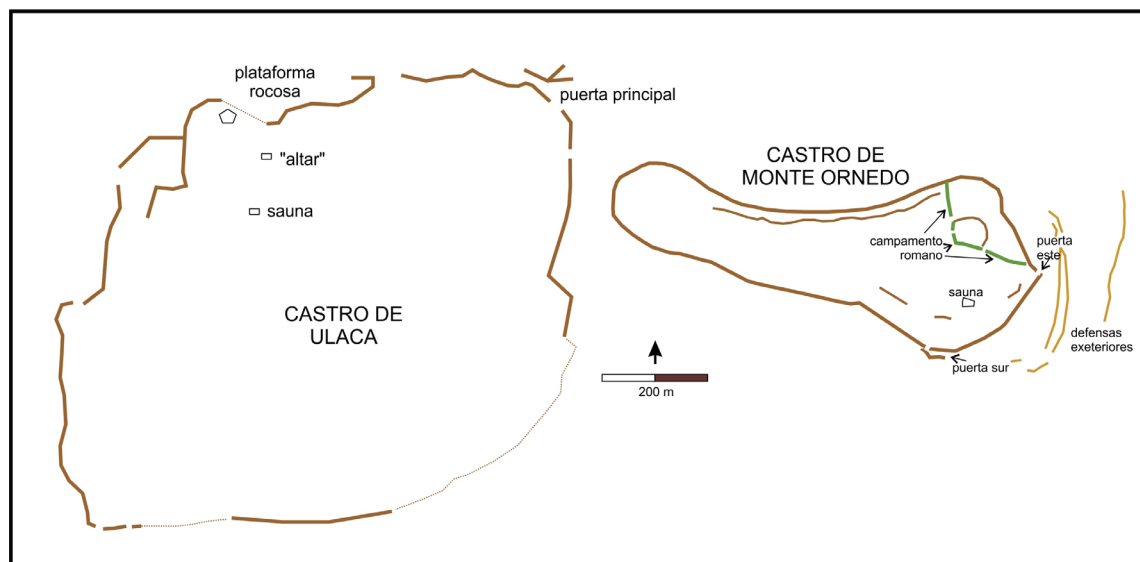 plataforma
rocosa
puerta principal
"altar"
sauna
CASTRO DE
ULACA
CASTRO DE
MONTE ORNEDO
campamento
romano
puerta
este
sauna
defensas
exeteriores
puerta sur
200 m